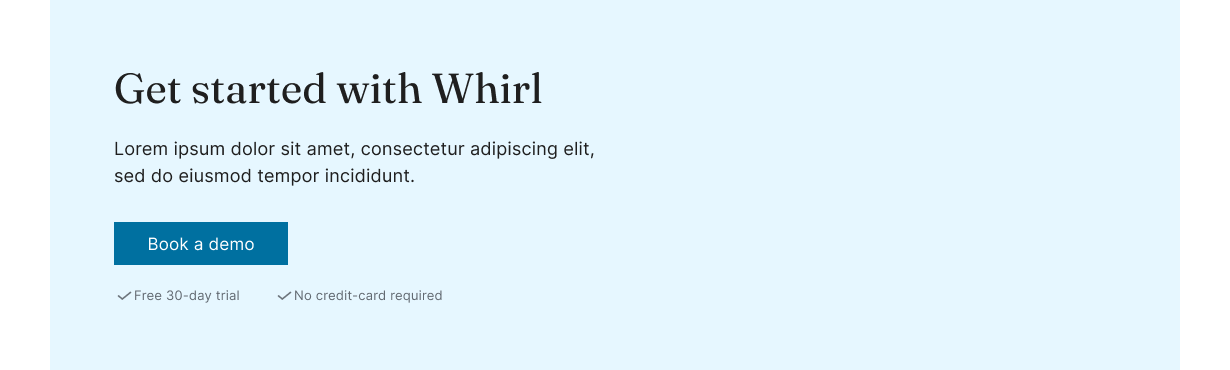 Get started with Whirl
Lorem ipsum dolor sit amet, consectetur adipiscing elit,
sed do eiusmod tempor incididunt.
Book a demo
Free 30-day trial
No credit-card required